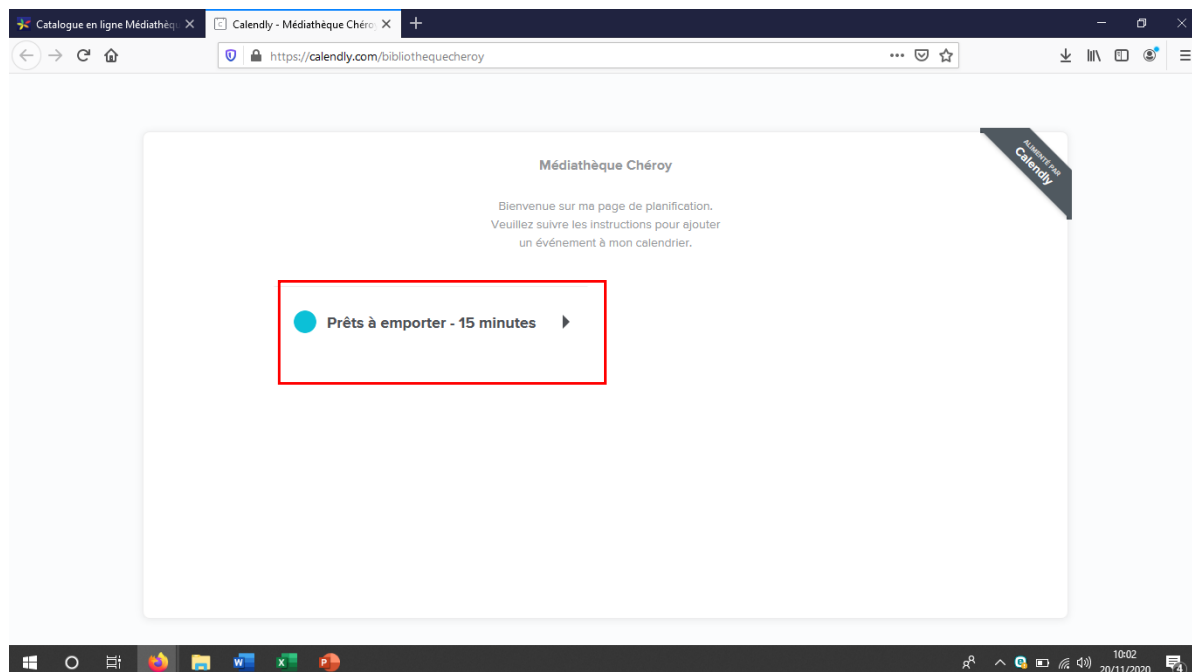 Catalogue en ligne Médiathèq
Calendly - Médiathèque Chéro
https://calendly.com/bibliothequecheroy
ALIMENTÉ PAR
Calendly
Médiathèque Chéroy
Bienvenue sur ma page de planification.
Veuillez suivre les instructions pour ajouter
un événement à mon calendrier.
Prêts à emporter - 15 minutes
10:02
20/11/2020
4